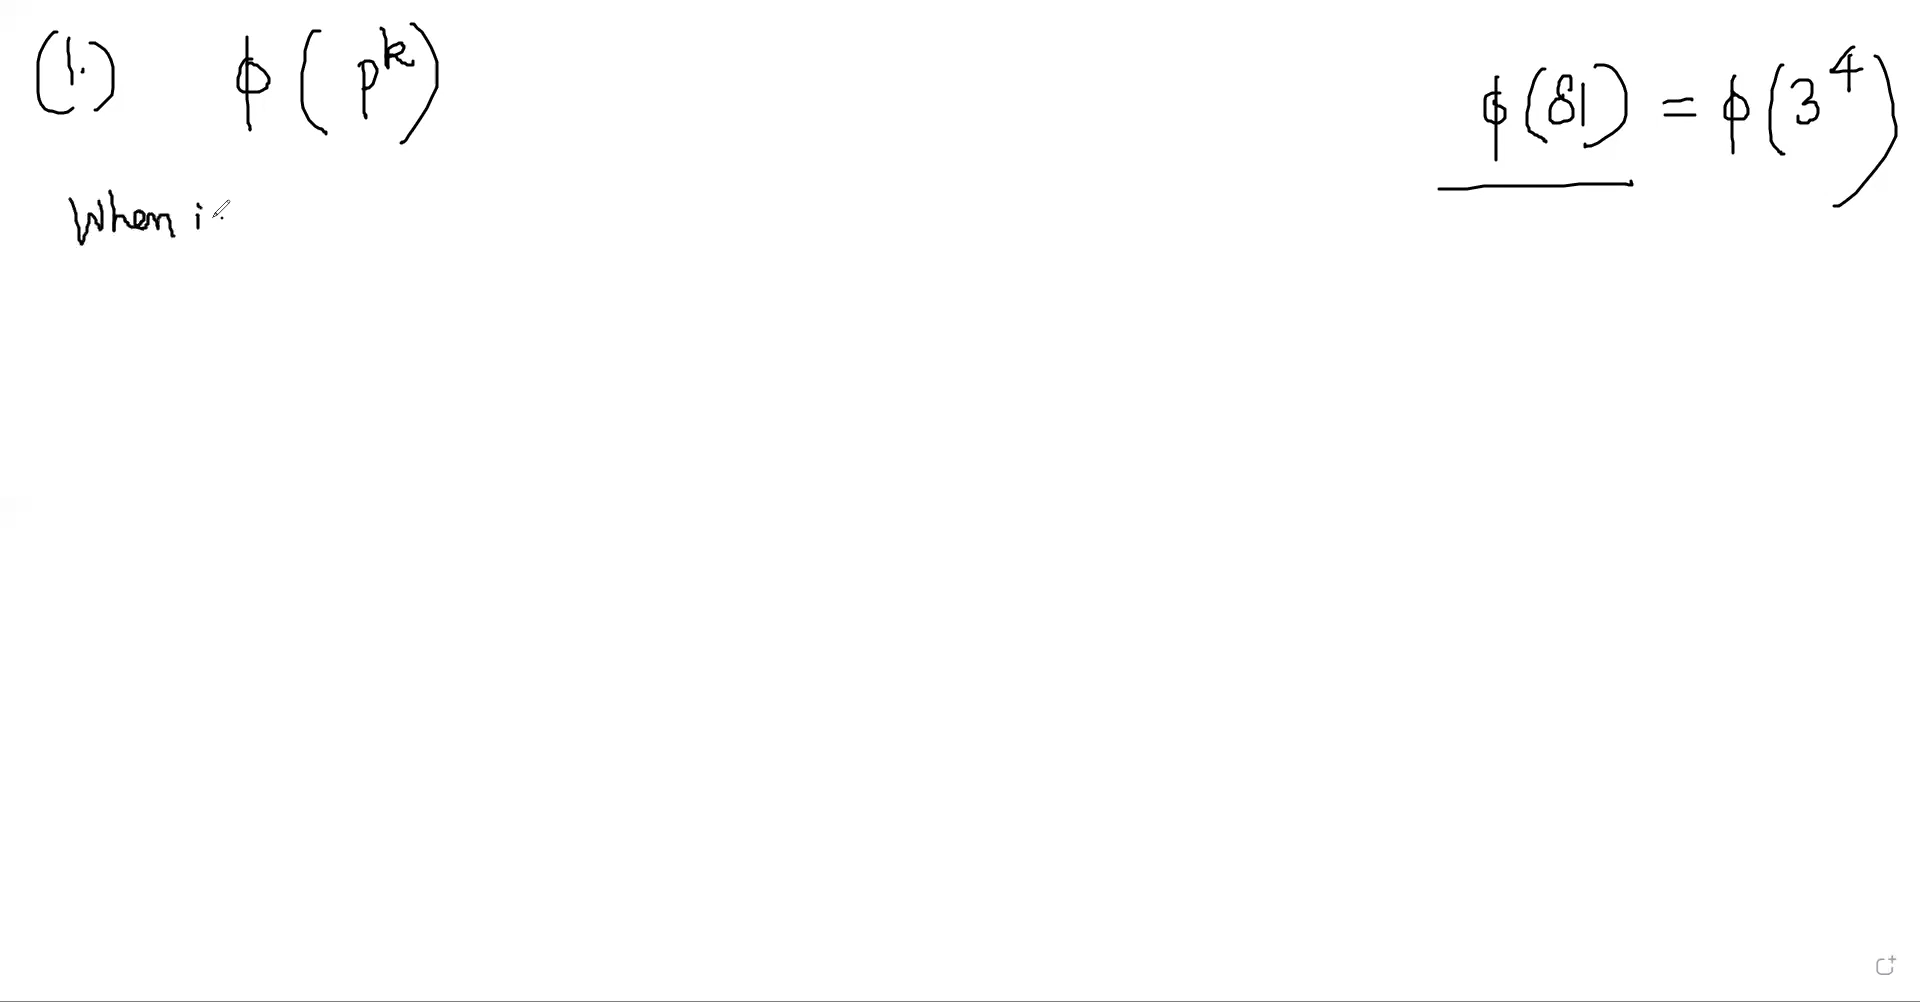 (1.) ϕ(p^k)
ϕ(81) = ϕ(3^4)
When i